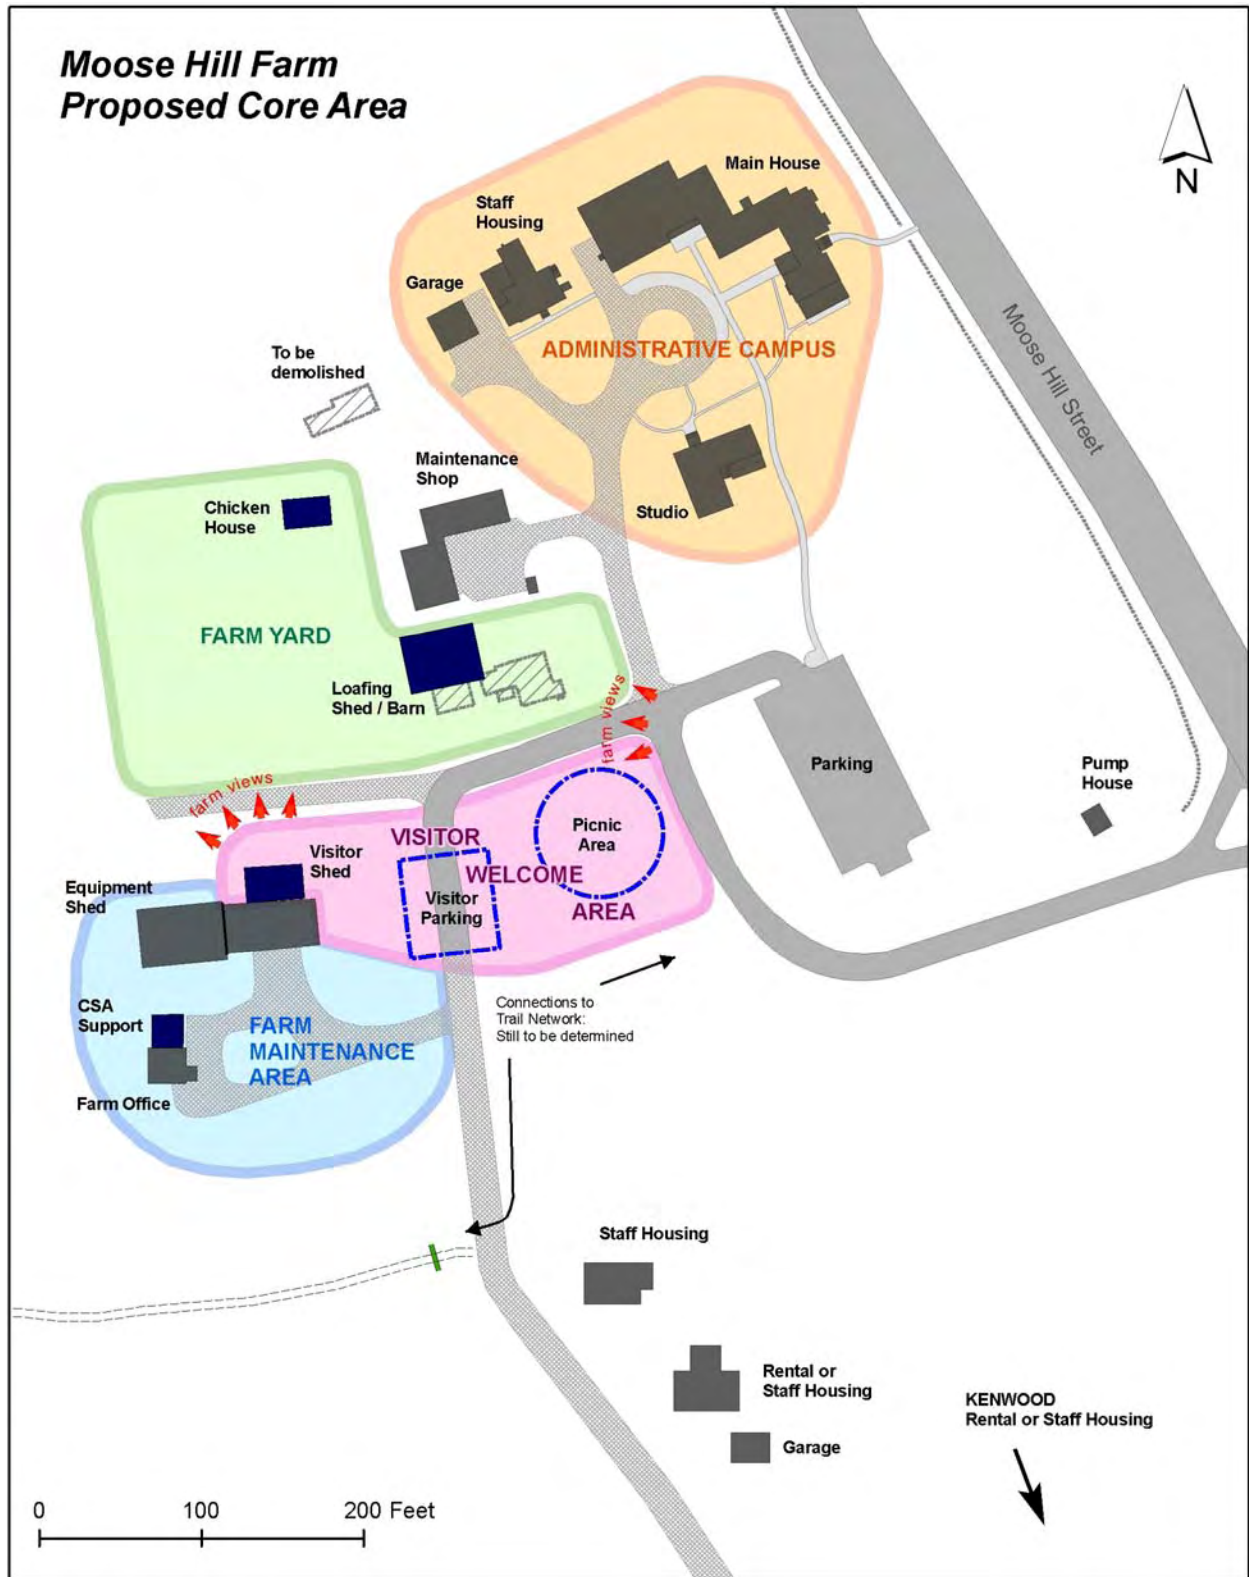 Moose Hill Farm
Proposed Core Area
N
Main House
Staff
Housing
Garage
ADMINISTRATIVE CAMPUS
Moose Hill Street
To be
demolished
Maintenance
Shop
Studio
Chicken
House
FARM YARD
Loafing
Shed / Barn
farm views
farm views
Parking
Pump
House
Picnic
Area
VISITOR
WELCOME
AREA
Visitor
Shed
Visitor
Parking
Equipment
Shed
CSA
Support
FARM
MAINTENANCE
AREA
Farm Office
Connections to
Trail Network:
Still to be determined
Staff Housing
Rental or
Staff Housing
Garage
KENWOOD
Rental or Staff Housing
0 100 200 Feet